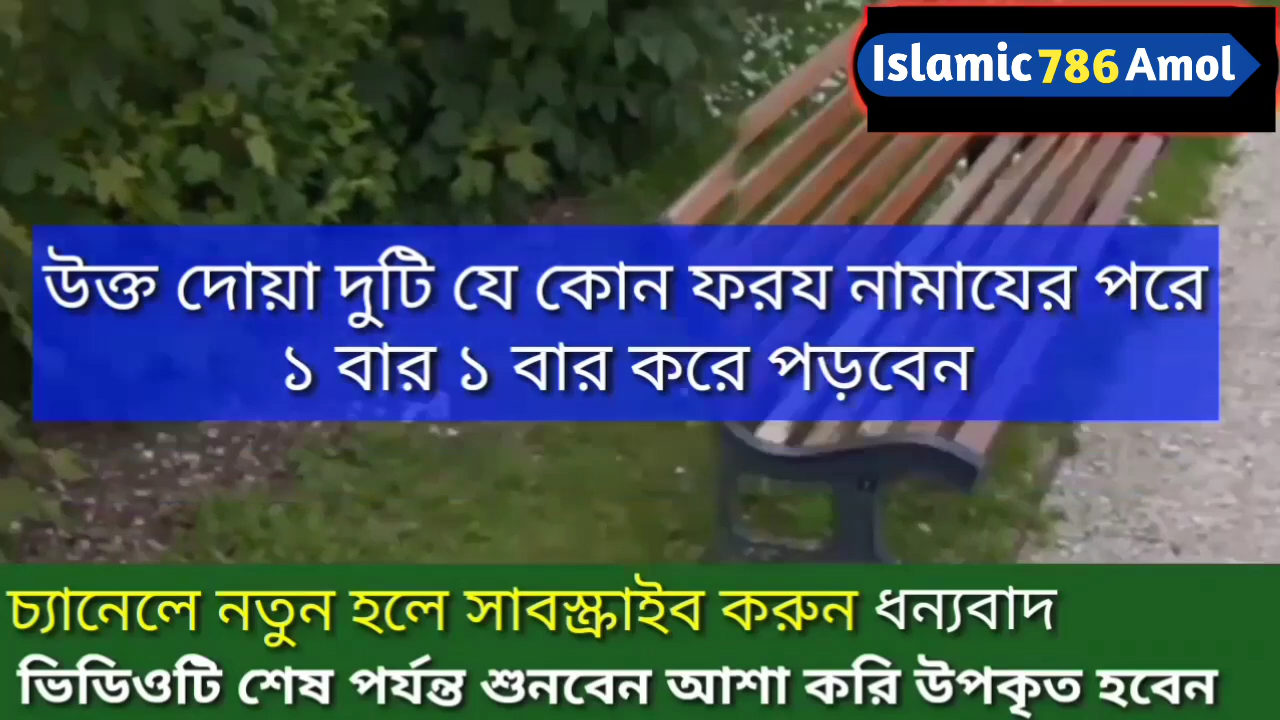 Islamic 786 Amol
উক্ত দোয়া দুটি যে কোন ফরয নামাযের পরে
১ বার ১ বার করে পড়বেন
চ্যানেলে নতুন হলে সাবস্ক্রাইব করুন ধন্যবাদ
ভিডিওটি শেষ পর্যন্ত শুনবেন আশা করি উপকৃত হবেন